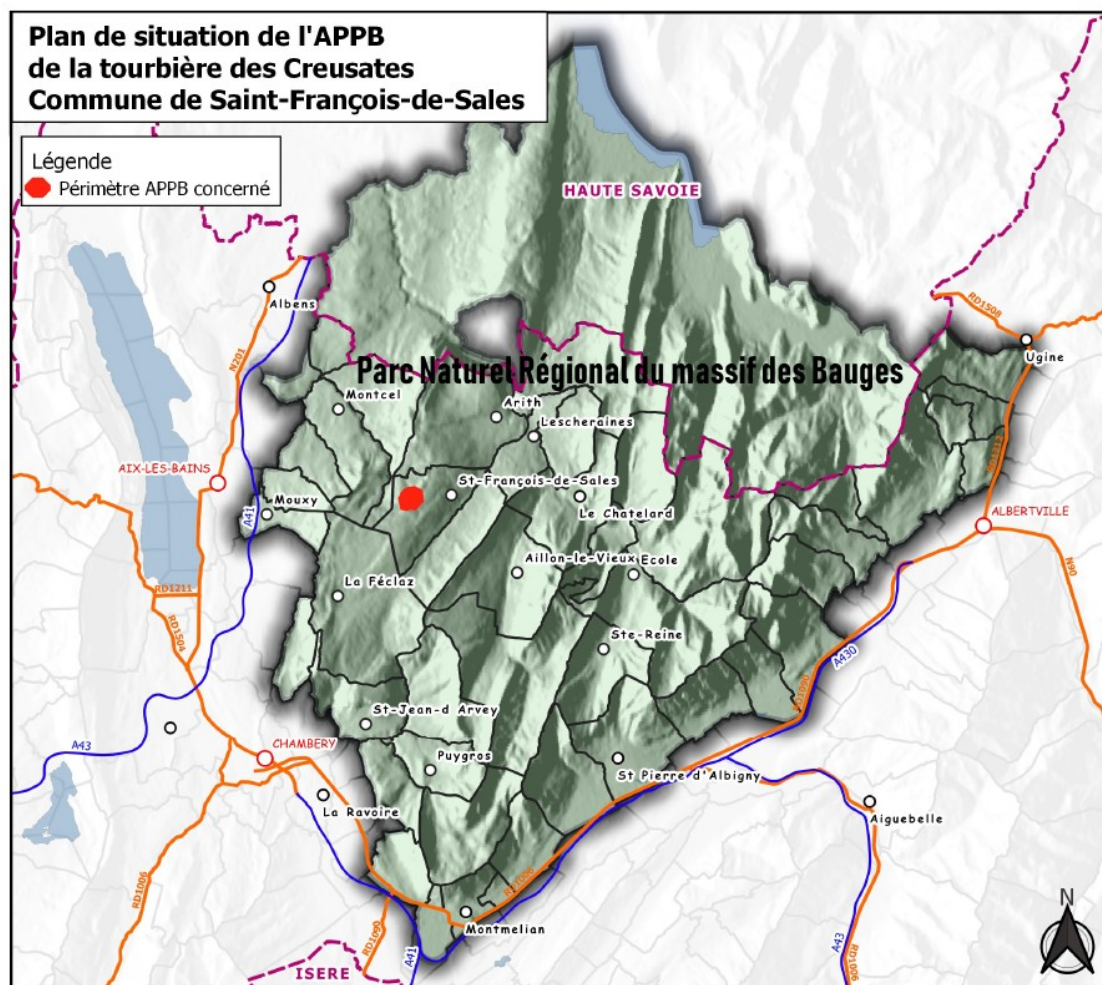 Plan de situation de l'APPB
de la tourbière des Creusates
Commune de Saint-François-de-Sales
Légende
Périmètre APPB concerné
HAUTE SAVOIE
Albens
RD1508
Ugine
N201
Parc Naturel Régional du massif des Bauges
Montcel
Arith
Lescheraines
RD1212
AIX-LES-BAINS
St-François-de-Sales
Mouxy
A41
Le Chatelard
ALBERTVILLE
Aillon-le-Vieux
Ecole
N90
La Féclaz
RD1211
RD1504
Ste-Reine
A430
RD1090
St-Jean-d Arvey
A43
CHAMBERY
Puygros
St Pierre d'Albigny
La Ravoire
Aiguebelle
RD1006
RD1006
Montmelian
N
RD1090
A41
A43
RD1006
ISERE